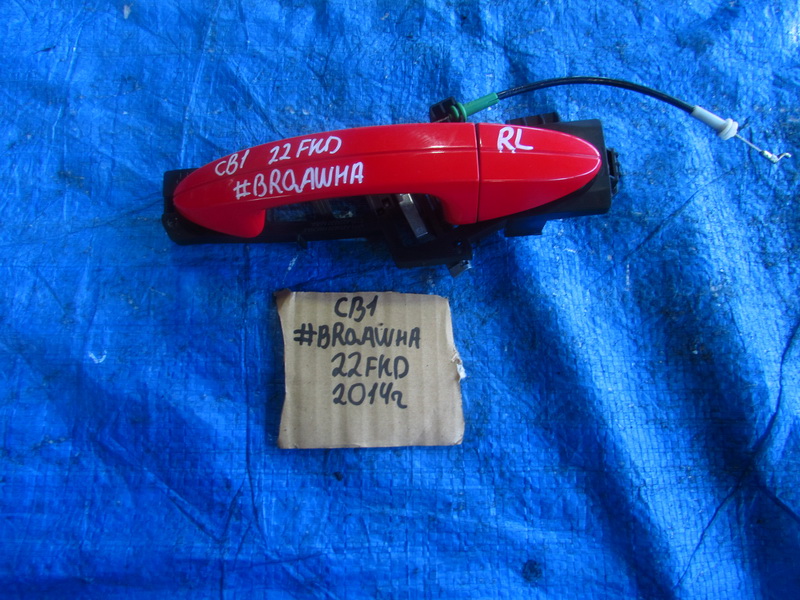 CB1 22FKD
#BRQAWHA
RL
CB1
#BRQAWHA
22FKD
2014г